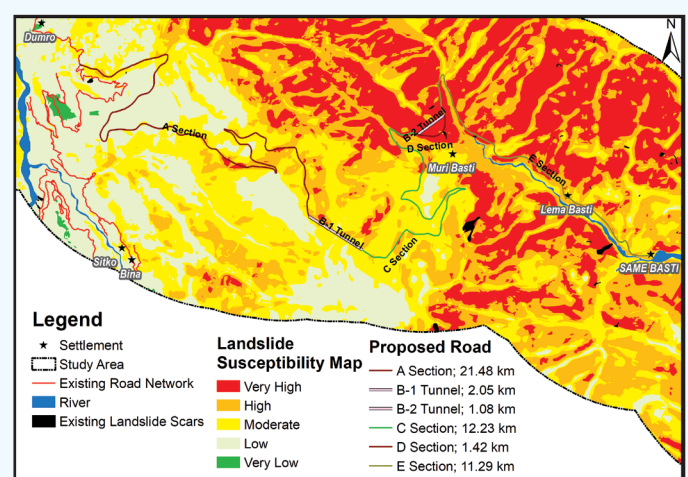 N
Dumro
A Section
B-2 Tunnel
D Section
Muri Basti
E Section
Lema Basti
B-1 Tunnel
C Section
SAME BASTI
Sitko
Bina
Legend
Settlement
Study Area
Existing Road Network
River
Existing Landslide Scars
Landslide
Susceptibility Map
Very High
High
Moderate
Low
Very Low
Proposed Road
A Section; 21.48 km
B-1 Tunnel; 2.05 km
B-2 Tunnel; 1.08 km
C Section; 12.23 km
D Section; 1.42 km
E Section; 11.29 km